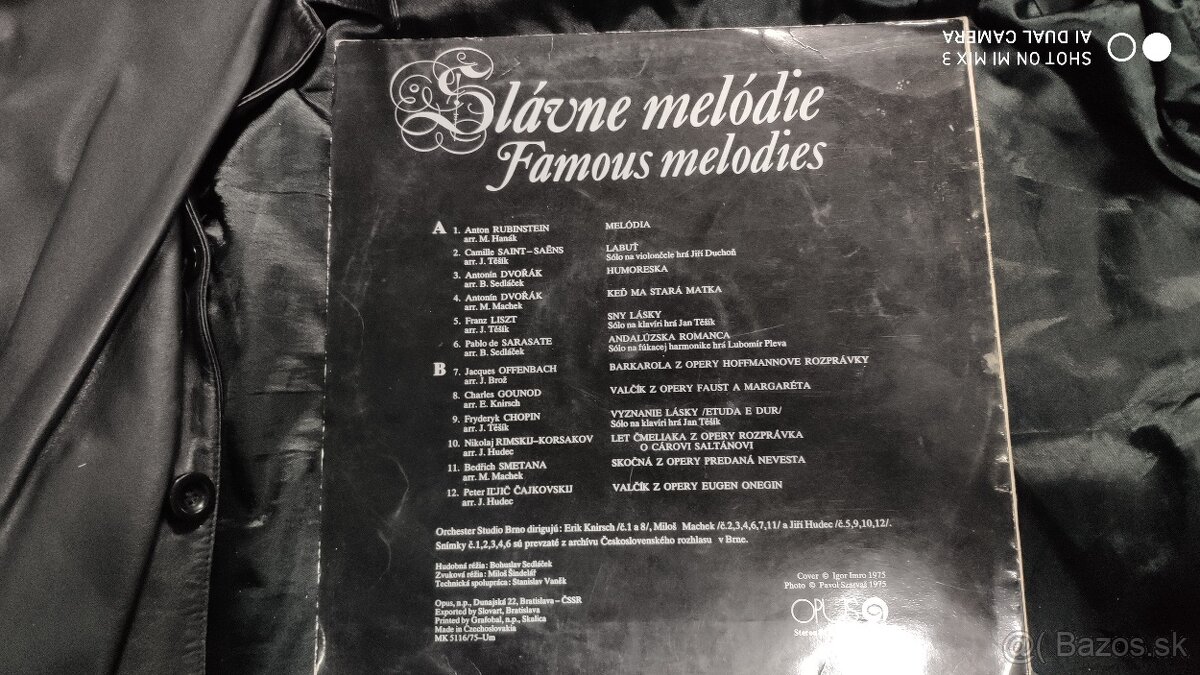 SHOT ON MI MIX 3
AI DUAL CAMERA
Slávne melódie
Famous melodies
A 1. Anton RUBINSTEIN MELÓDIA
arr. M. Hanák
2. Camille SAINT-SAËNS LABUŤ
arr. J. Těšík Sólo na violončele hrá Jiří Duchoň
3. Antonín DVOŘÁK HUMORESKA
arr. B. Sedláček
4. Antonín DVOŘÁK KEĎ MA STARÁ MATKA
arr. M. Machek
5. Franz LISZT SNY LÁSKY
arr. J. Těšík Sólo na klavíri hrá Jan Těšík
6. Pablo de SARASATE ANDALÚZSKA ROMANCA
arr. B. Sedláček Sólo na fúkacej harmonike hrá Lubomír Pleva
B 7. Jacques OFFENBACH BARKAROLA Z OPERY HOFFMANNOVE ROZPRÁVKY
arr. J. Brož
8. Charles GOUNOD VALČÍK Z OPERY FAUST A MARGARÉTA
arr. E. Knirsch
9. Fryderyk CHOPIN VYZNANIE LÁSKY /ETUDA E DUR/
arr. J. Těšík Sólo na klavíri hrá Jan Těšík
10. Nikolaj RIMSKIJ-KORSAKOV LET ČMELIAKA Z OPERY ROZPRÁVKA
arr. J. Hudec O CÁROVI SALTÁNOVI
11. Bedřich SMETANA SKOČNÁ Z OPERY PREDANÁ NEVESTA
arr. M. Machek
12. Peter IĽJIČ ČAJKOVSKIJ VALČÍK Z OPERY EUGEN ONEGIN
arr. J. Hudec
Orchester Studio Brno dirigujú: Erik Knirsch /č.1 a 8/, Miloš Machek /č.2,3,4,6,7,11/ a Jiří Hudec /č.5,9,10,12/.
Snímky č.1,2,3,4,6 sú prevzaté z archívu Československého rozhlasu v Brne.
Hudobná réžia: Bohuslav Sedláček
Zvuková réžia: Miloš Šindelář
Technická spolupráca: Stanislav Vaněk
Cover © Igor Imro 1975
Photo © Pavol Szarvaš 1975
Opus, n.p., Dunajská 22, Bratislava - ČSSR
Exported by Slovart, Bratislava
Printed by Grafobal, n.p., Skalica
Made in Czechoslovakia
MK 5116/75-Um
OPUS
Stereo
Bazos.sk